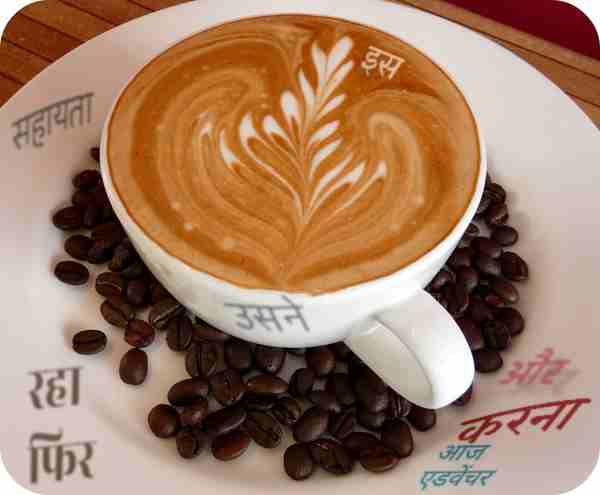 इस
सहायता
उसने
रहा
फिर
और
करना
आज
एडवेंचर